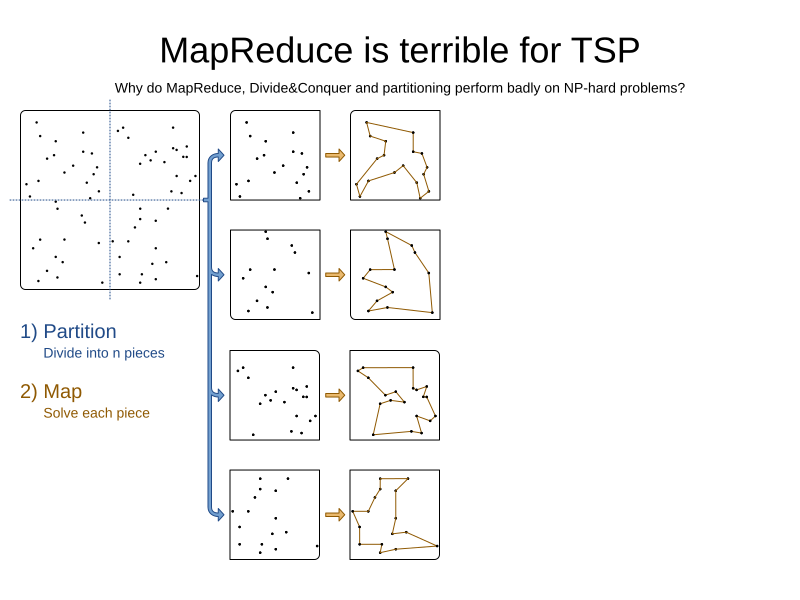 MapReduce is terrible for TSP
Why do MapReduce, Divide&Conquer and partitioning perform badly on NP-hard problems?
1) Partition
Divide into n pieces
2) Map
Solve each piece